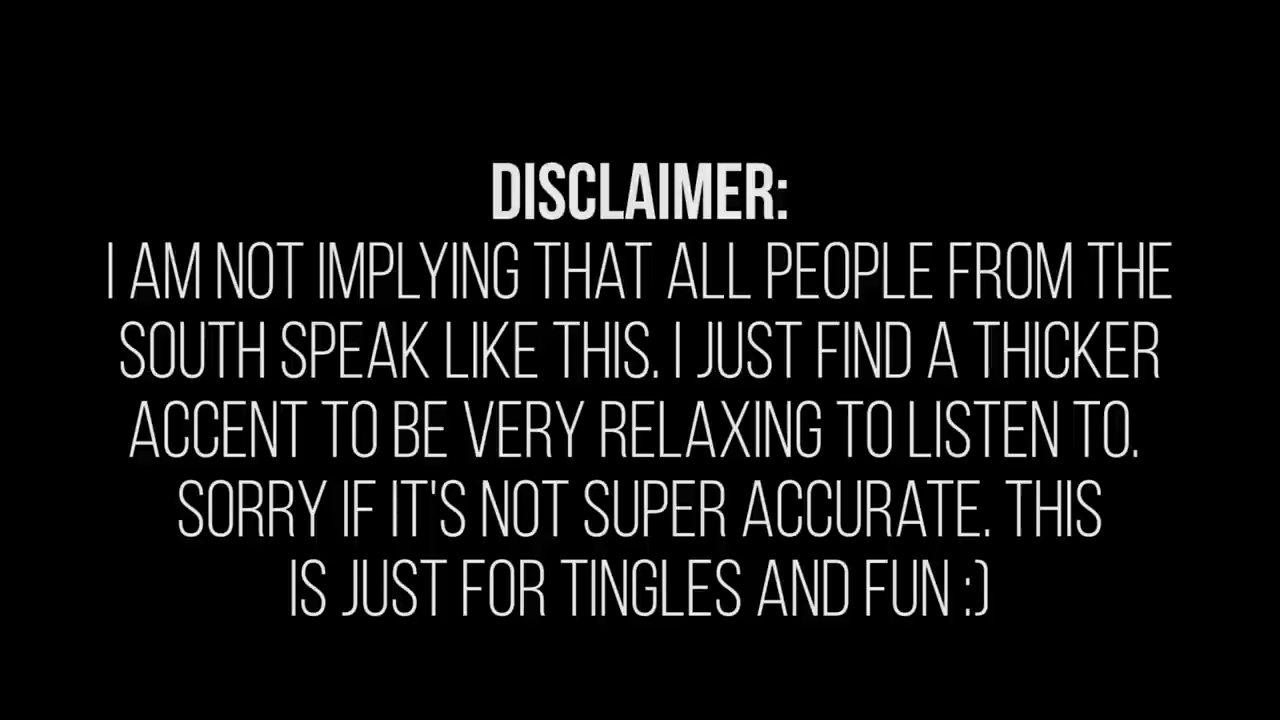 DISCLAIMER:
I AM NOT IMPLYING THAT ALL PEOPLE FROM THE
SOUTH SPEAK LIKE THIS. I JUST FIND A THICKER
ACCENT TO BE VERY RELAXING TO LISTEN TO.
SORRY IF IT'S NOT SUPER ACCURATE. THIS
IS JUST FOR TINGLES AND FUN :)